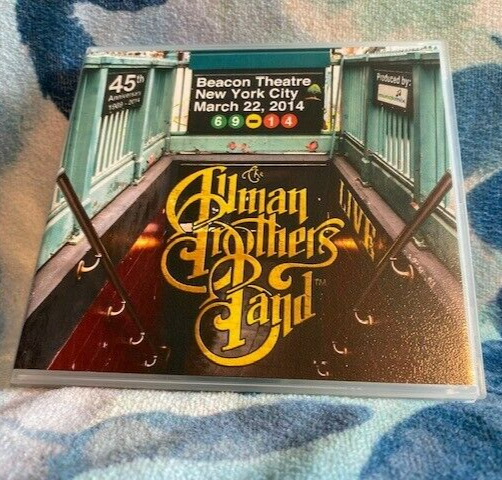 45th
Anniversary
1969 - 2014
Beacon Theatre
New York City
March 22, 2014
6 9 – 1 4
Produced by:
The
Allman
Brothers
Band™
LIVE